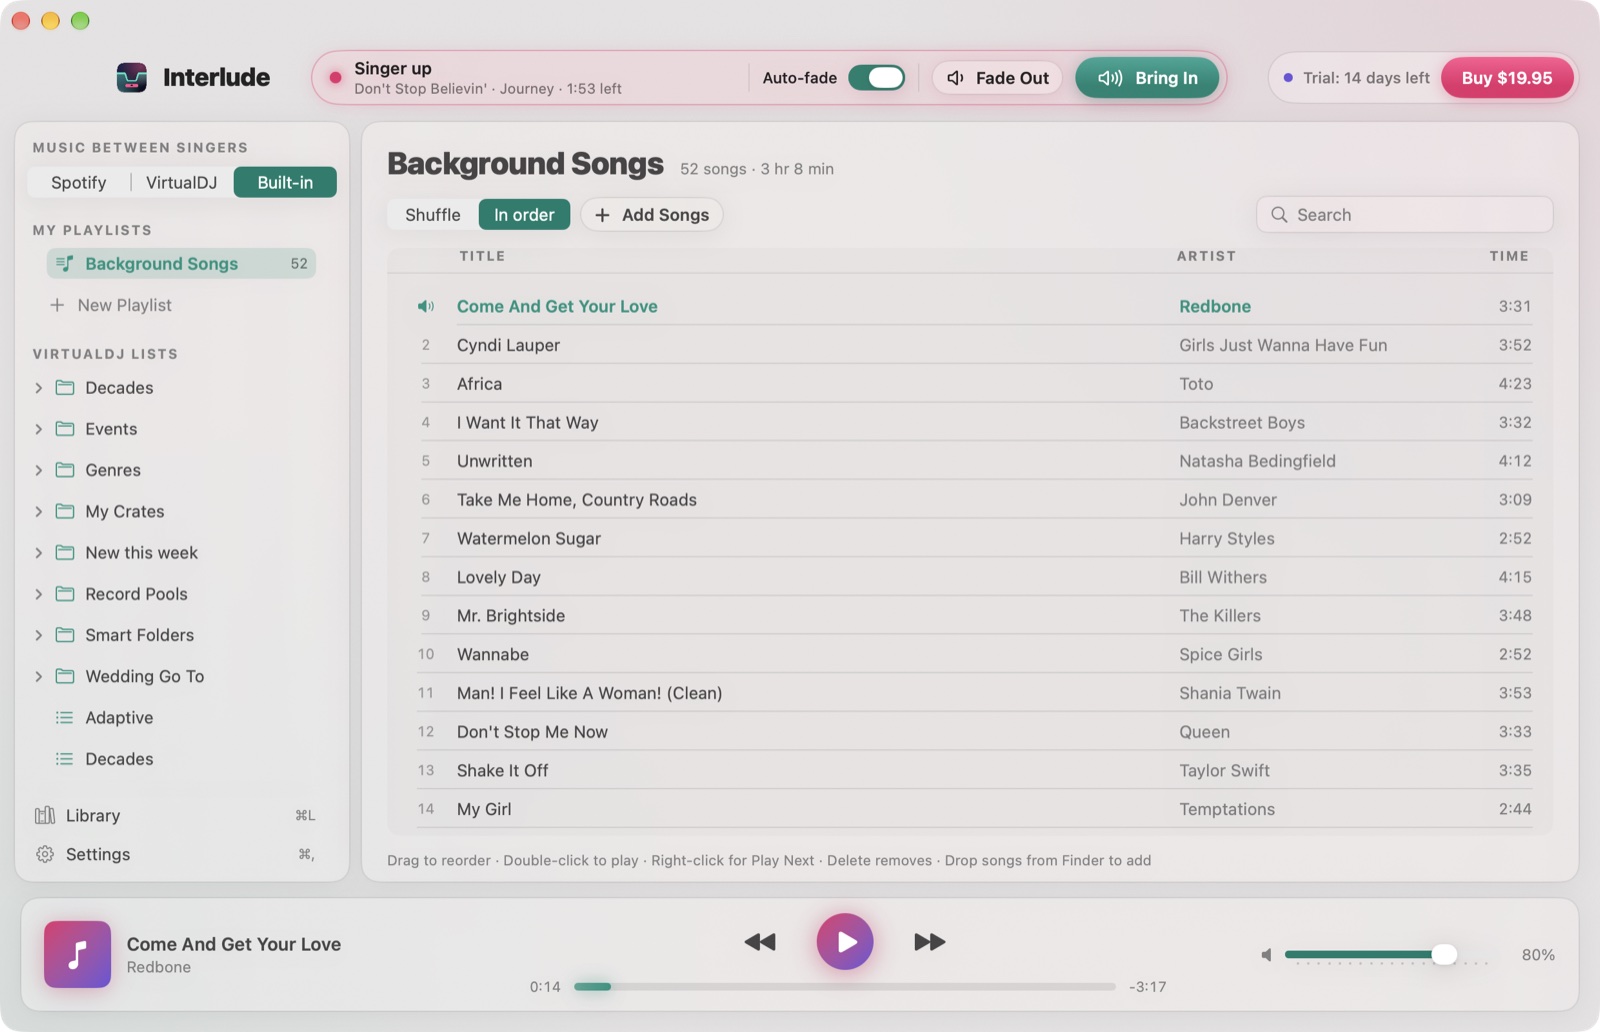 Interlude
Singer up
Don't Stop Believin' · Journey · 1:53 left
Auto-fade
Fade Out
Bring In
Trial: 14 days left
Buy $19.95
MUSIC BETWEEN SINGERS
Spotify VirtualDJ Built-in
MY PLAYLISTS
Background Songs 52
New Playlist
VIRTUALDJ LISTS
Decades
Events
Genres
My Crates
New this week
Record Pools
Smart Folders
Wedding Go To
Adaptive
Decades
Library ⌘L
Settings ⌘,
Background Songs 52 songs · 3 hr 8 min
Shuffle In order + Add Songs
Search
TITLE ARTIST TIME
Come And Get Your Love Redbone 3:31
2 Cyndi Lauper Girls Just Wanna Have Fun 3:52
3 Africa Toto 4:23
4 I Want It That Way Backstreet Boys 3:32
5 Unwritten Natasha Bedingfield 4:12
6 Take Me Home, Country Roads John Denver 3:09
7 Watermelon Sugar Harry Styles 2:52
8 Lovely Day Bill Withers 4:15
9 Mr. Brightside The Killers 3:48
10 Wannabe Spice Girls 2:52
11 Man! I Feel Like A Woman! (Clean) Shania Twain 3:53
12 Don't Stop Me Now Queen 3:33
13 Shake It Off Taylor Swift 3:35
14 My Girl Temptations 2:44
Drag to reorder · Double-click to play · Right-click for Play Next · Delete removes · Drop songs from Finder to add
Come And Get Your Love
Redbone
0:14 -3:17
80%